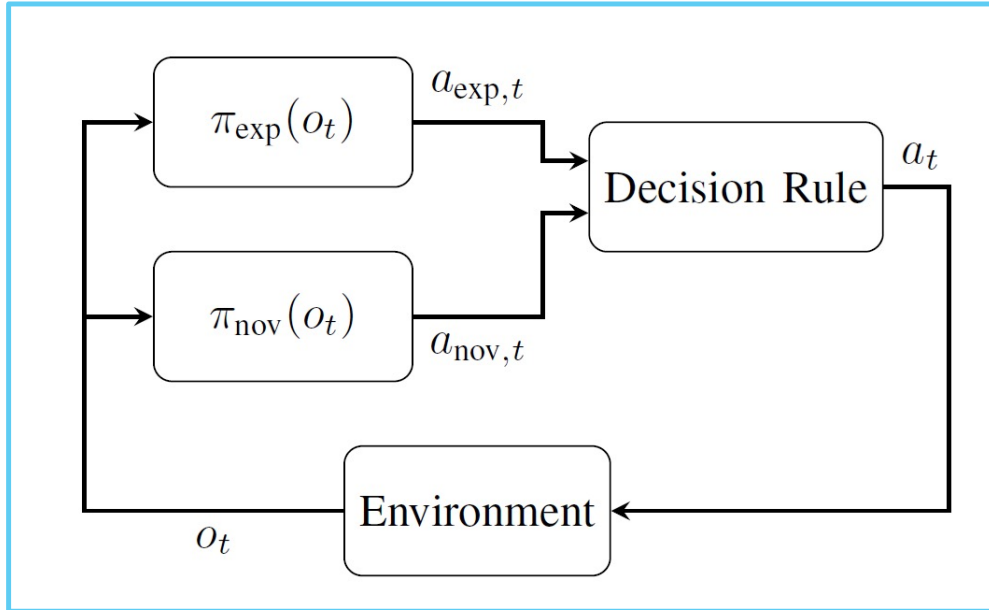 π_exp(o_t)
a_exp,t
Decision Rule
a_t
π_nov(o_t)
a_nov,t
Environment
o_t